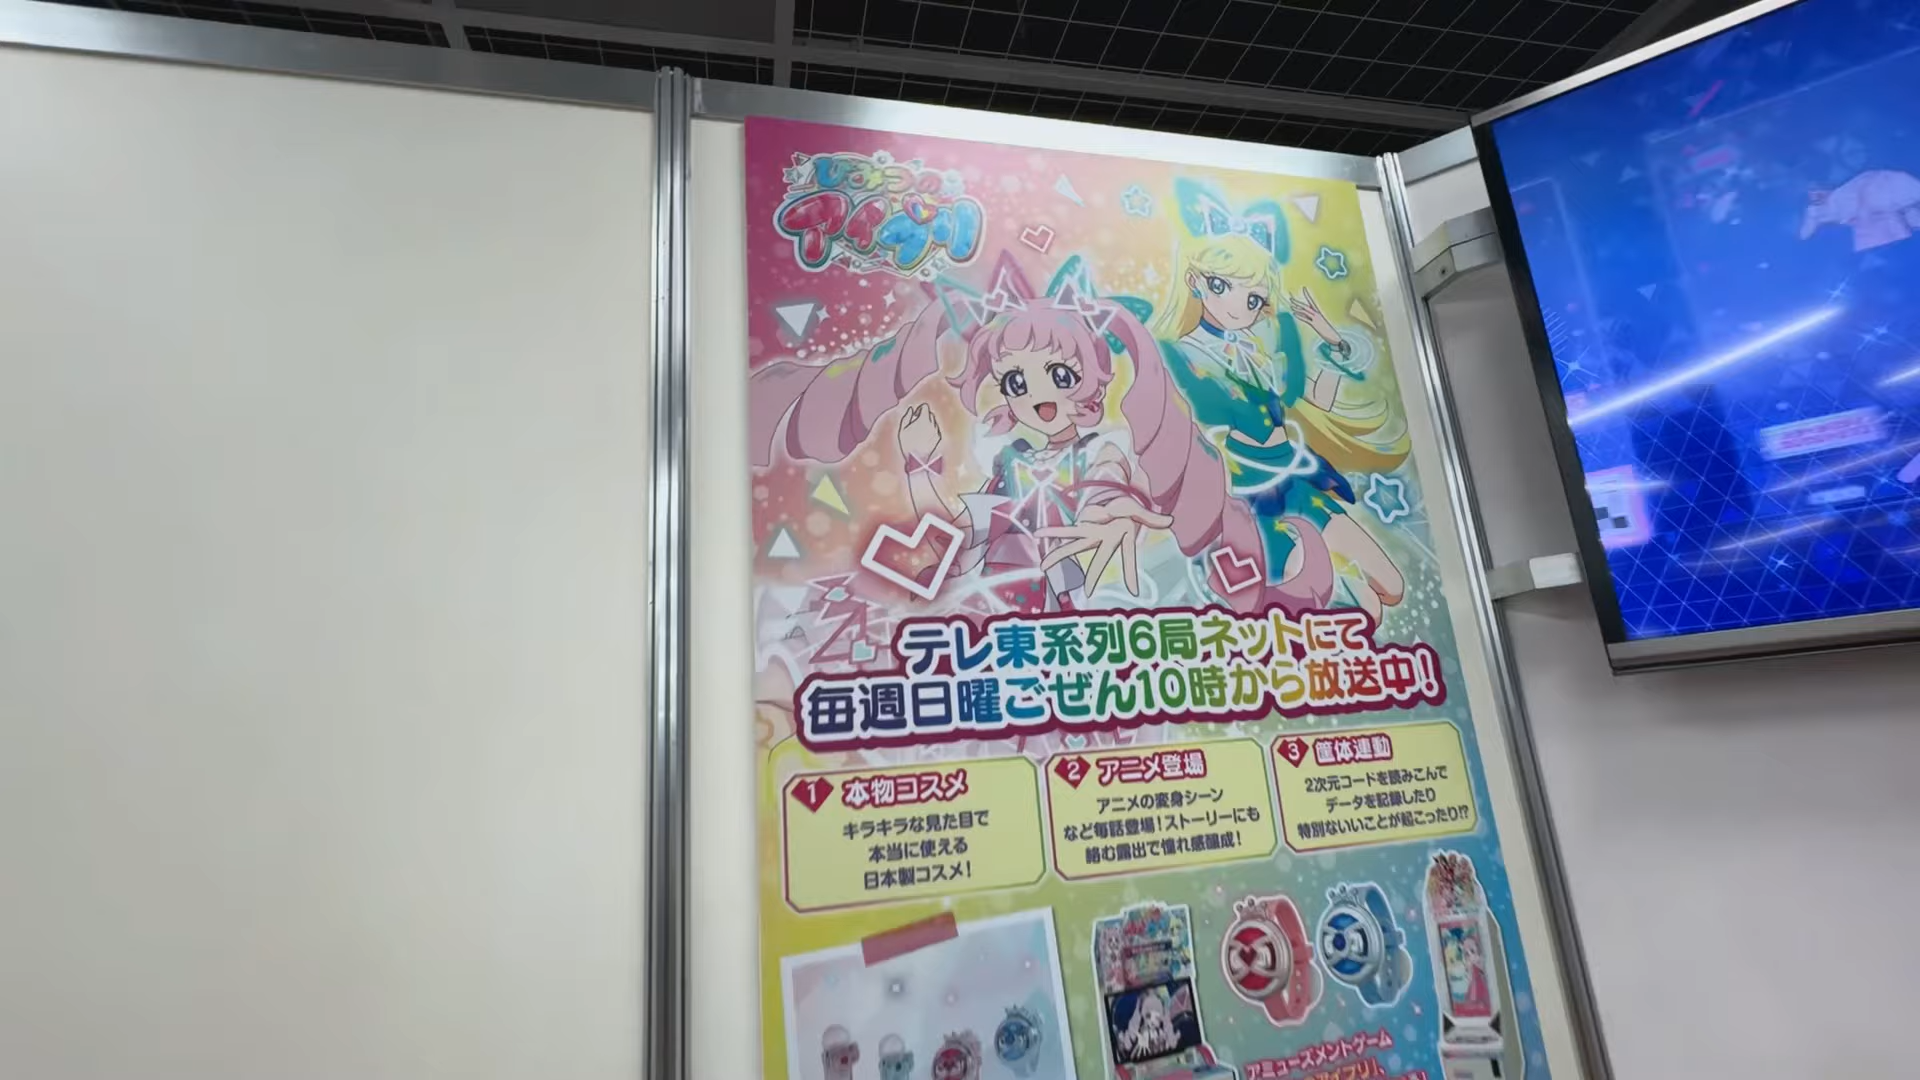 ひみつの
アイプリ
テレ東系列6局ネットにて
毎週日曜ごぜん10時から放送中!
1 本物コスメ
キラキラな見た目で
本当に使える
日本製コスメ!
2 アニメ登場
アニメの変身シーン
など毎話登場!ストーリーにも
絡む露出で憧れ感醸成!
3 筐体連動
2次元コードを読みこんで
データを記録したり
特別ないいことが起こったり!?
アミューズメントゲーム
アイプリ」